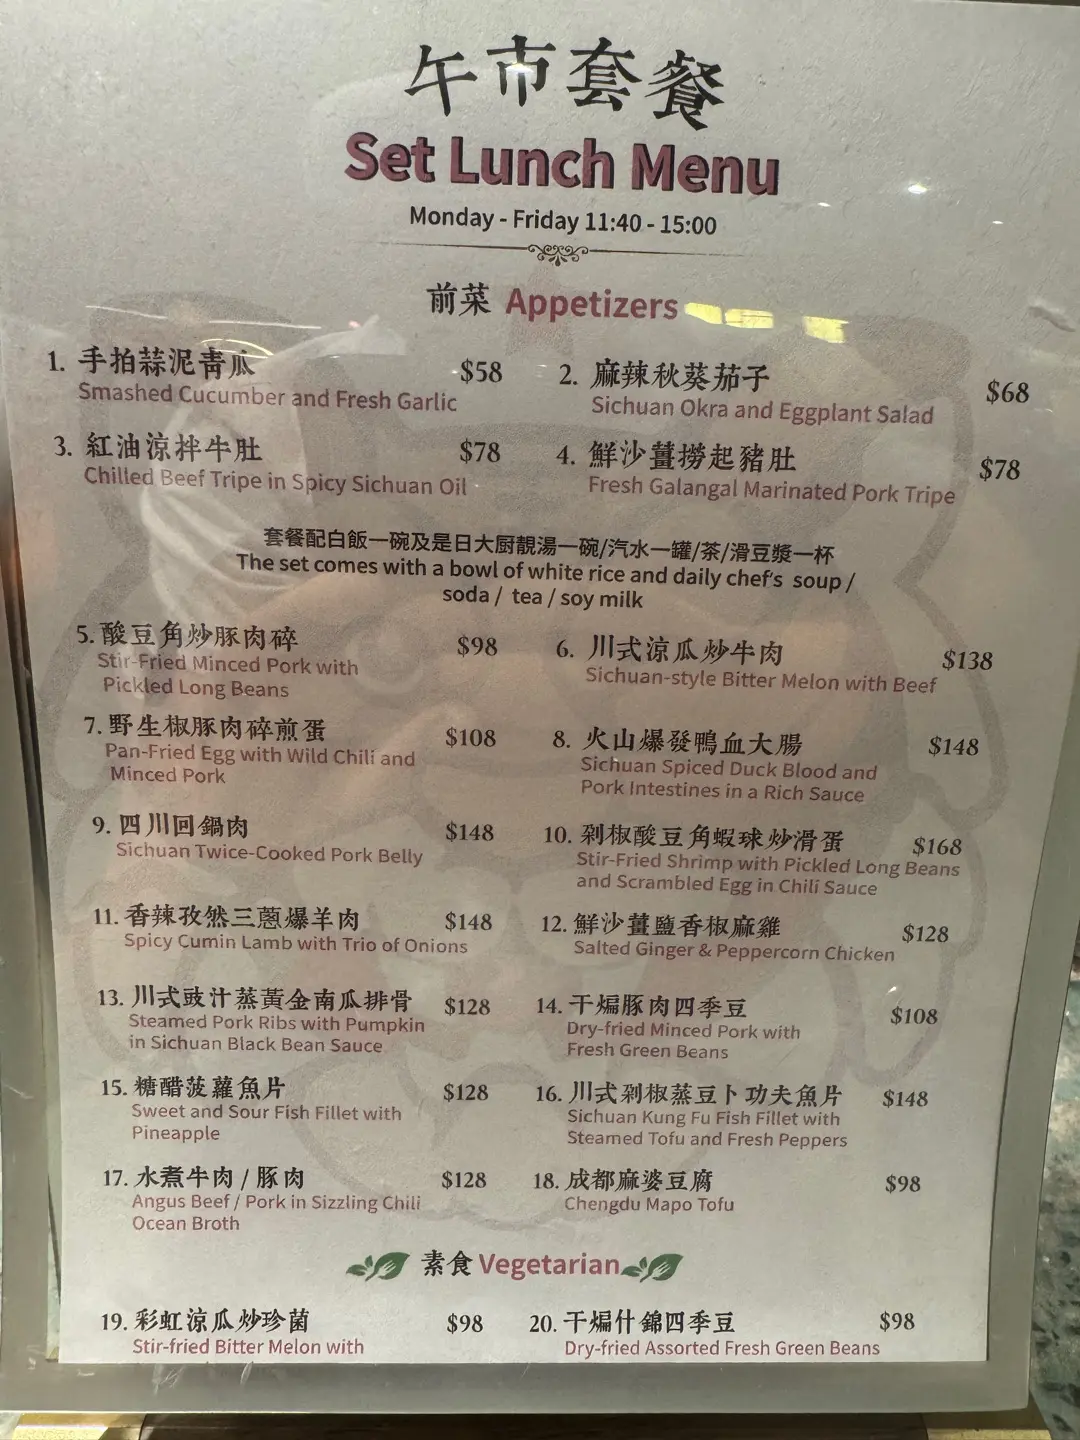 午市套餐
Set Lunch Menu
Monday - Friday 11:40 - 15:00
前菜 Appetizers
1. 手拍蒜泥青瓜 $58
Smashed Cucumber and Fresh Garlic
2. 麻辣秋葵茄子 $68
Sichuan Okra and Eggplant Salad
3. 紅油涼拌牛肚 $78
Chilled Beef Tripe in Spicy Sichuan Oil
4. 鮮沙薑撈起豬肚 $78
Fresh Galangal Marinated Pork Tripe
套餐配白飯一碗及是日大厨靚湯一碗/汽水一罐/茶/滑豆漿一杯
The set comes with a bowl of white rice and daily chef's soup /
soda / tea / soy milk
5. 酸豆角炒豚肉碎 $98
Stir-Fried Minced Pork with
Pickled Long Beans
6. 川式涼瓜炒牛肉 $138
Sichuan-style Bitter Melon with Beef
7. 野生椒豚肉碎煎蛋 $108
Pan-Fried Egg with Wild Chili and
Minced Pork
8. 火山爆發鴨血大腸 $148
Sichuan Spiced Duck Blood and
Pork Intestines in a Rich Sauce
9. 四川回鍋肉 $148
Sichuan Twice-Cooked Pork Belly
10. 剁椒酸豆角蝦球炒滑蛋 $168
Stir-Fried Shrimp with Pickled Long Beans
and Scrambled Egg in Chili Sauce
11. 香辣孜然三蔥爆羊肉 $148
Spicy Cumin Lamb with Trio of Onions
12. 鮮沙薑鹽香椒麻雞 $128
Salted Ginger & Peppercorn Chicken
13. 川式豉汁蒸黃金南瓜排骨 $128
Steamed Pork Ribs with Pumpkin
in Sichuan Black Bean Sauce
14. 干煸豚肉四季豆 $108
Dry-fried Minced Pork with
Fresh Green Beans
15. 糖醋菠蘿魚片 $128
Sweet and Sour Fish Fillet with
Pineapple
16. 川式剁椒蒸豆卜功夫魚片 $148
Sichuan Kung Fu Fish Fillet with
Steamed Tofu and Fresh Peppers
17. 水煮牛肉 / 豚肉 $128
Angus Beef / Pork in Sizzling Chili
Ocean Broth
18. 成都麻婆豆腐 $98
Chengdu Mapo Tofu
素食 Vegetarian
19. 彩虹涼瓜炒珍菌 $98
Stir-fried Bitter Melon with
20. 干煸什錦四季豆 $98
Dry-fried Assorted Fresh Green Beans